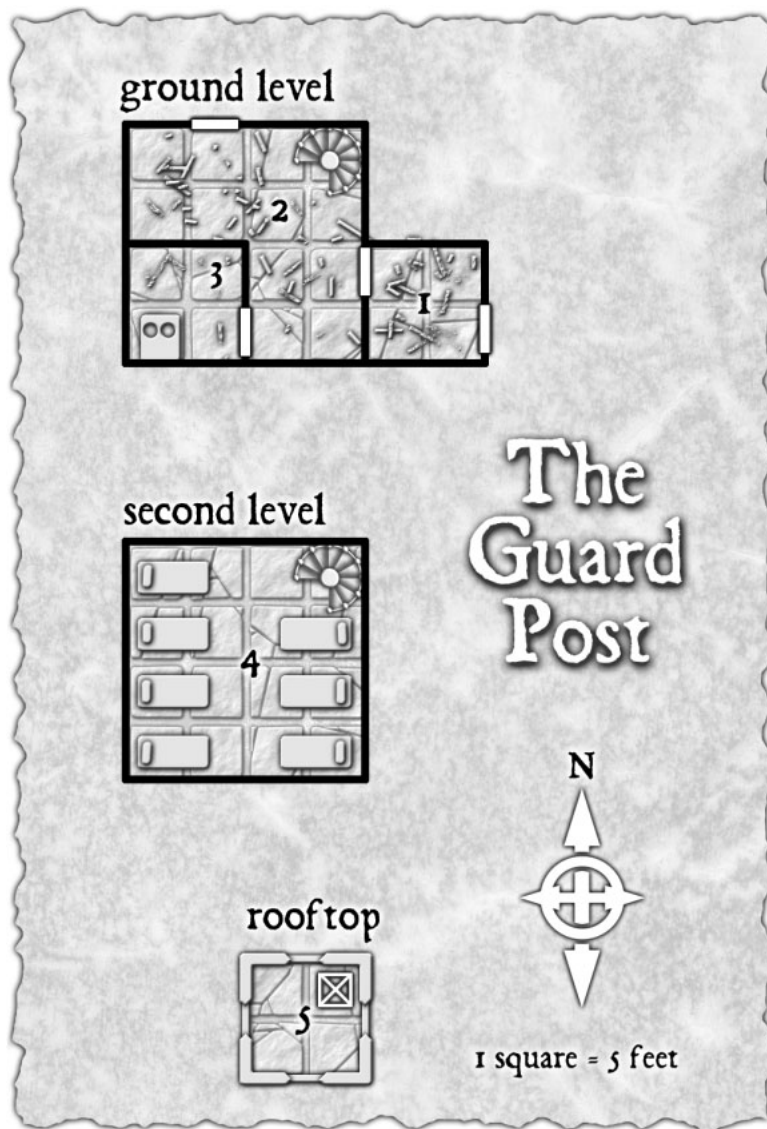 ground level
2
3
1
The
Guard
Post
second level
4
N
rooftop
5
1 square = 5 feet